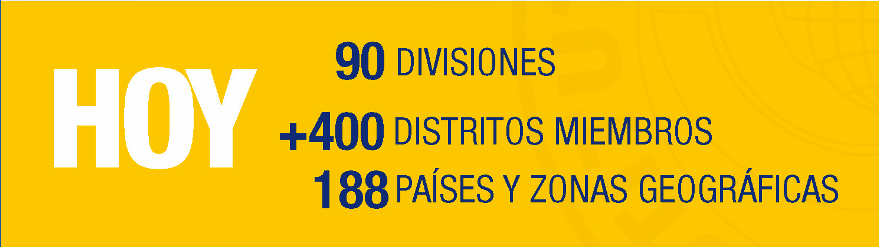 HOY
90 DIVISIONES
+400 DISTRITOS MIEMBROS
188 PAÍSES Y ZONAS GEOGRÁFICAS